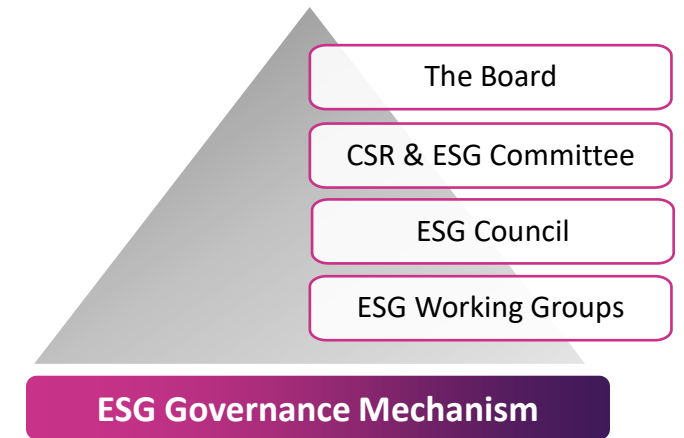 The Board
CSR & ESG Committee
ESG Council
ESG Working Groups
ESG Governance Mechanism